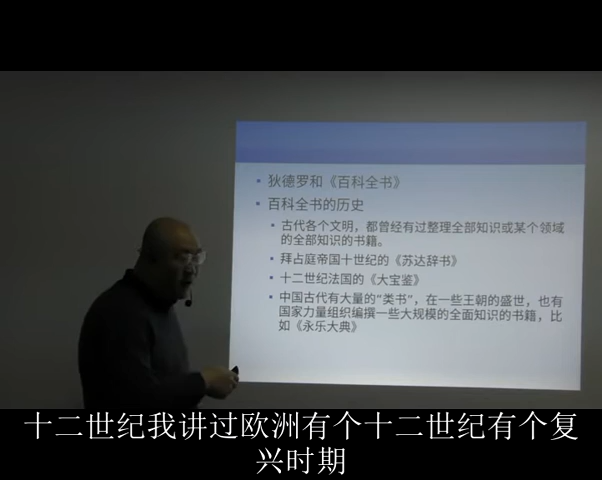 狄德罗和《百科全书》
百科全书的历史
古代各个文明，都曾经有过整理全部知识或某个领域
的全部知识的书籍。
拜占庭帝国十世纪的《苏达辞书》
十二世纪法国的《大宝鉴》
中国古代有大量的“类书”，在一些王朝的盛世，也有
国家力量组织编撰一些大规模的全面知识的书籍，比
如《永乐大典》
十二世纪我讲过欧洲有个十二世纪有个复
兴时期